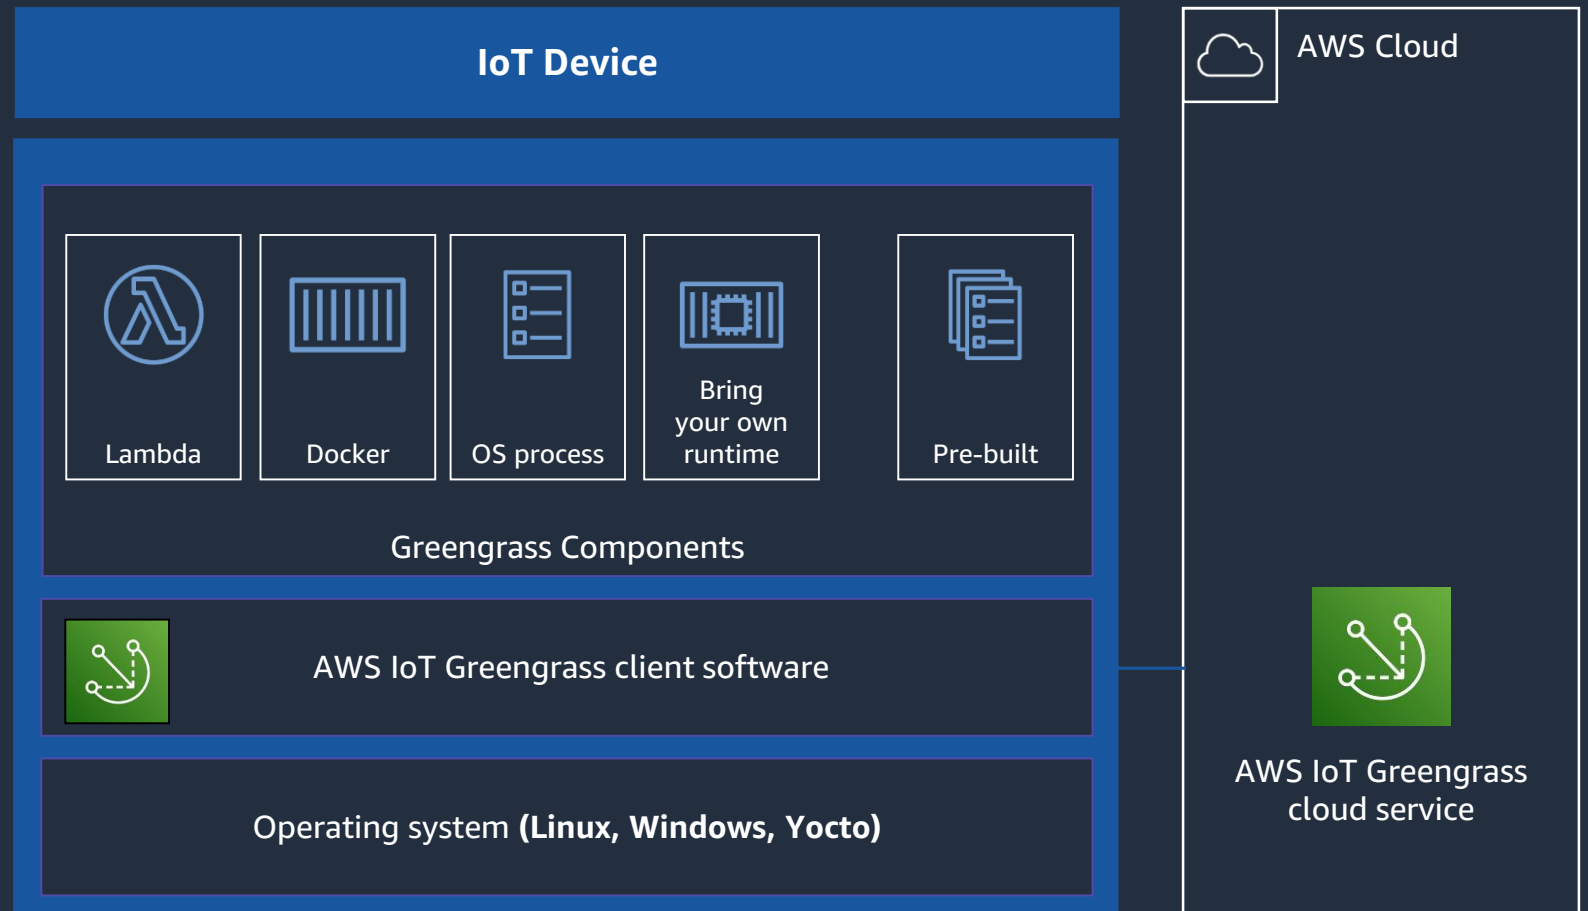 IoT Device
AWS Cloud
Lambda
Docker
OS process
Bring
your own
runtime
Pre-built
Greengrass Components
AWS IoT Greengrass client software
Operating system (Linux, Windows, Yocto)
AWS IoT Greengrass
cloud service